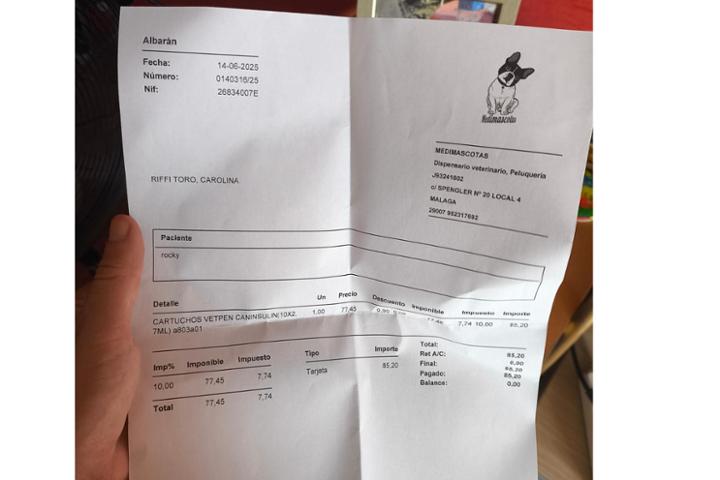 Albarán
Fecha: 14-06-2025
Número: 0140316/25
Nif: 26834007E
Medimascotas
MEDIMASCOTAS
Dispensario veterinario, Peluquería
J93241802
c/ SPENGLER Nº 20 LOCAL 4
MALAGA
29007 952317692
RIFFI TORO, CAROLINA
Paciente
rocky
Detalle Un Precio Descuento Imponible Impuesto Importe
CARTUCHOS VETPEN CANINSULIN(10X2. 1,00 77,45 0,00 77,45 7,74 10,00 85,20
7ML) a803a01
Imp% Imponible Impuesto
10,00 77,45 7,74
Total 77,45 7,74
Tipo Importe
Tarjeta 85,20
Total: 85,20
Ret A/C: 0,00
Final: 85,20
Pagado: 85,20
Balance: 0,00